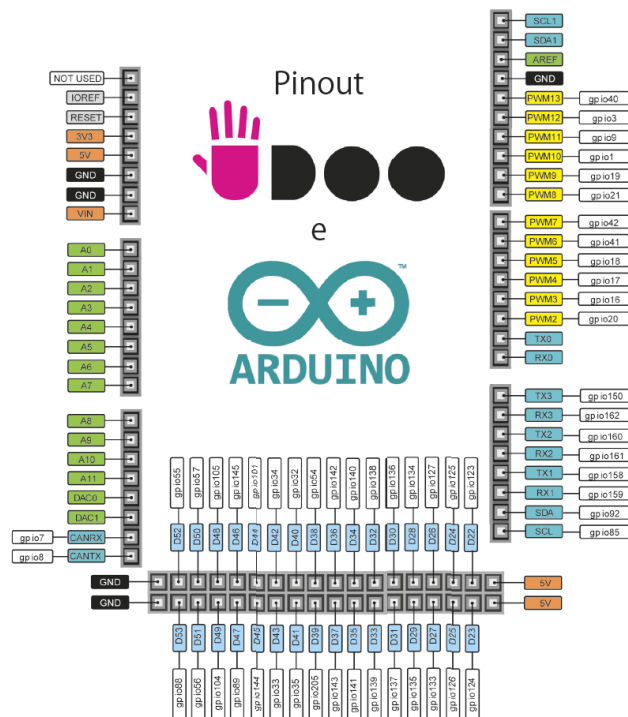 Pinout
DOO
e
™
ARDUINO
NOT USED
IOREF
RESET
3V3
5V
GND
GND
VIN
A0
A1
A2
A3
A4
A5
A6
A7
A8
A9
A10
A11
DAC0
DAC1
gpio7 CANRX
gpio8 CANTX
SCL1
SDA1
AREF
GND
PWM13 gpio40
PWM12 gpio3
PWM11 gpio9
PWM10 gpio1
PWM9 gpio19
PWM8 gpio21
PWM7 gpio42
PWM6 gpio41
PWM5 gpio18
PWM4 gpio17
PWM3 gpio16
PWM2 gpio20
TX0
RX0
TX3 gpio150
RX3 gpio162
TX2 gpio160
RX2 gpio161
TX1 gpio158
RX1 gpio159
SDA gpio92
SCL gpio85
gpio55 gpio57 gpio105 gpio145 gpio101 gpio34 gpio32 gpio54 gpio142 gpio140 gpio138 gpio136 gpio134 gpio127 gpio125 gpio123
D52 D50 D48 D46 D44 D42 D40 D38 D36 D34 D32 D30 D28 D26 D24 D22
GND 5V
GND 5V
D53 D51 D49 D47 D45 D43 D41 D39 D37 D35 D33 D31 D29 D27 D25 D23
gpio88 gpio56 gpio104 gpio89 gpio144 gpio33 gpio35 gpio205 gpio143 gpio141 gpio139 gpio137 gpio135 gpio133 gpio126 gpio124